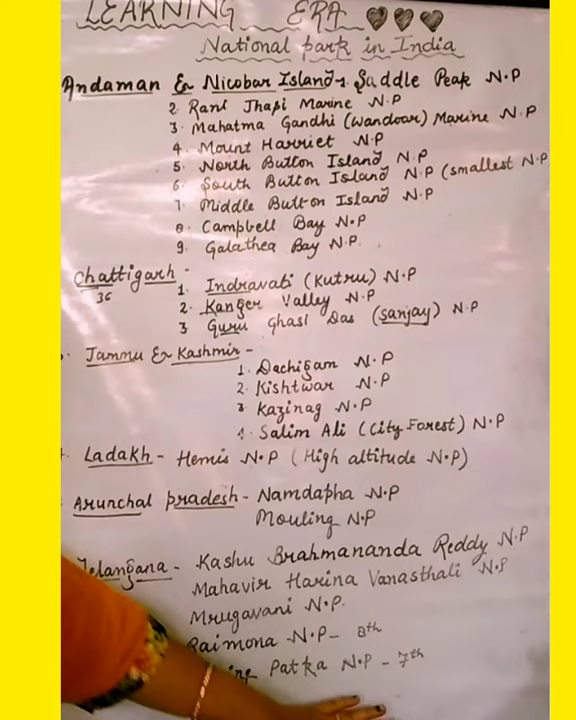 LEARNING ERA
National park in India
Andaman & Nicobar Island - 1. Saddle Peak N.P
2. Rani Jhapi Marine N.P
3. Mahatma Gandhi (Wandoor) Marine N.P
4. Mount Harriet N.P
5. North Button Island N.P
6. South Button Island N.P (smallest N.P
7. Middle Button Island N.P
8. Campbell Bay N.P
9. Galathea Bay N.P.
Chattigarh -
36
1. Indravati (Kutru) N.P
2. Kanger Valley N.P
3 Guru Ghasi Das (Sanjay) N.P
Jammu & Kashmir -
1. Dachigam N.P
2. Kishtwar N.P
3 Kazinag N.P
4. Salim Ali (City Forest) N.P
Ladakh - Hemis N.P (High altitude N.P)
Arunchal pradesh - Namdapha N.P
Mouling N.P
Telangana - Kashu Brahmananda Reddy N.P
Mahavir Harina Vanasthali N.P
Mrugavani N.P.
Raimona N.P - 8th
Patka N.P - 7th